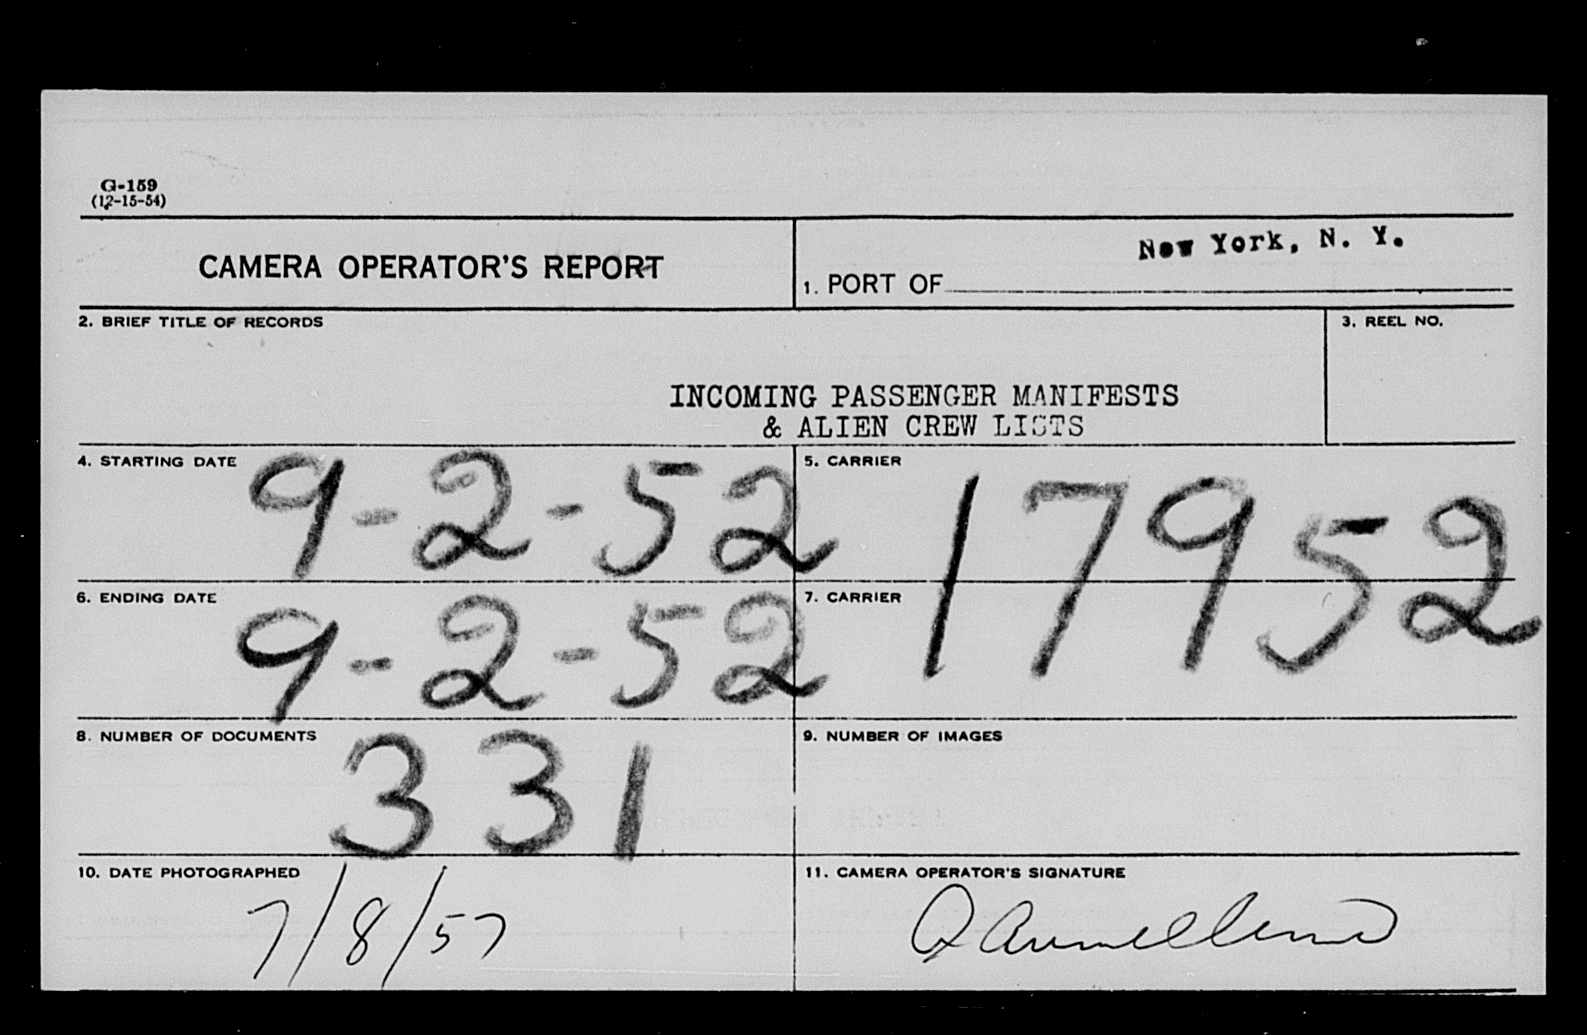 G-159
(12-15-54)
CAMERA OPERATOR'S REPORT
1. PORT OF New York, N. Y.
2. BRIEF TITLE OF RECORDS
INCOMING PASSENGER MANIFESTS
& ALIEN CREW LISTS
3. REEL NO.
4. STARTING DATE 9-2-52
5. CARRIER 17952
6. ENDING DATE 9-2-52
7. CARRIER
8. NUMBER OF DOCUMENTS 331
9. NUMBER OF IMAGES
10. DATE PHOTOGRAPHED
7/8/57
11. CAMERA OPERATOR'S SIGNATURE